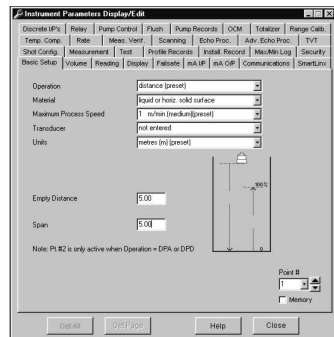 Instrument Parameters Display/Edit
Discrete I/P's Relay Pump Control Flush Pump Records OCM Totalizer Range Calib.
Temp. Comp. Rate Meas. Verif. Scanning Echo Proc. Adv. Echo Proc. TVT
Shot Config. Measurement Test Profile Records Install. Record Max/Min Log Security
Basic Setup Volume Reading Display Failsafe mA I/P mA O/P Communications SmartLinx
Operation distance (preset)
Material liquid or horiz. solid surface
Maximum Process Speed 1 m/min (medium)(preset)
Transducer not entered
Units metres (m) (preset)
100%
Empty Distance 5.00
Span 5.00
0
Note: Pt.#2 is only active when Operation = DPA or DPD
Point #
1
Memory
Get All Get Page Help Close